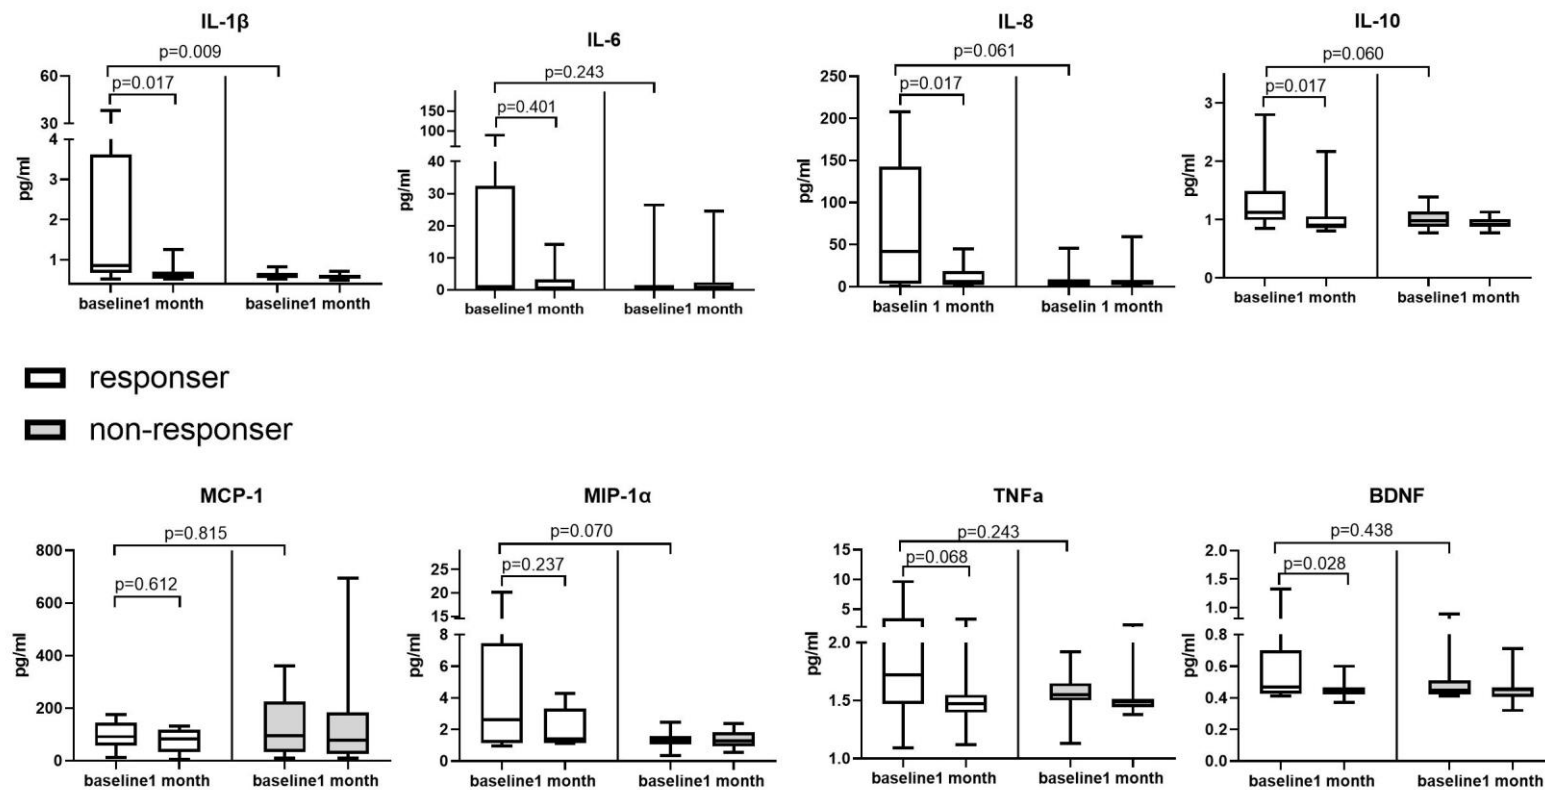 IL-1β
p=0.009
p=0.017
60
30
4
3
2
1
pg/ml
baseline1 month
baseline1 month
IL-6
p=0.243
p=0.401
150
100
40
30
20
10
0
pg/ml
baseline1 month
baseline1 month
IL-8
p=0.061
p=0.017
250
200
150
100
50
0
pg/ml
baselin 1 month
baselin 1 month
IL-10
p=0.060
p=0.017
3
2
1
0
pg/ml
baseline1 month
baseline1 month
responser
non-responser
MCP-1
p=0.815
p=0.612
800
600
400
200
0
pg/ml
baseline1 month
baseline1 month
MIP-1α
p=0.070
p=0.237
25
20
15
8
6
4
2
0
pg/ml
baseline1 month
baseline1 month
TNFa
p=0.243
p=0.068
15
10
5
2.0
1.5
1.0
pg/ml
baseline1 month
baseline1 month
BDNF
p=0.438
p=0.028
2.0
1.5
1.0
0.8
0.6
0.4
0.2
0.0
pg/ml
baseline1 month
baseline1 month